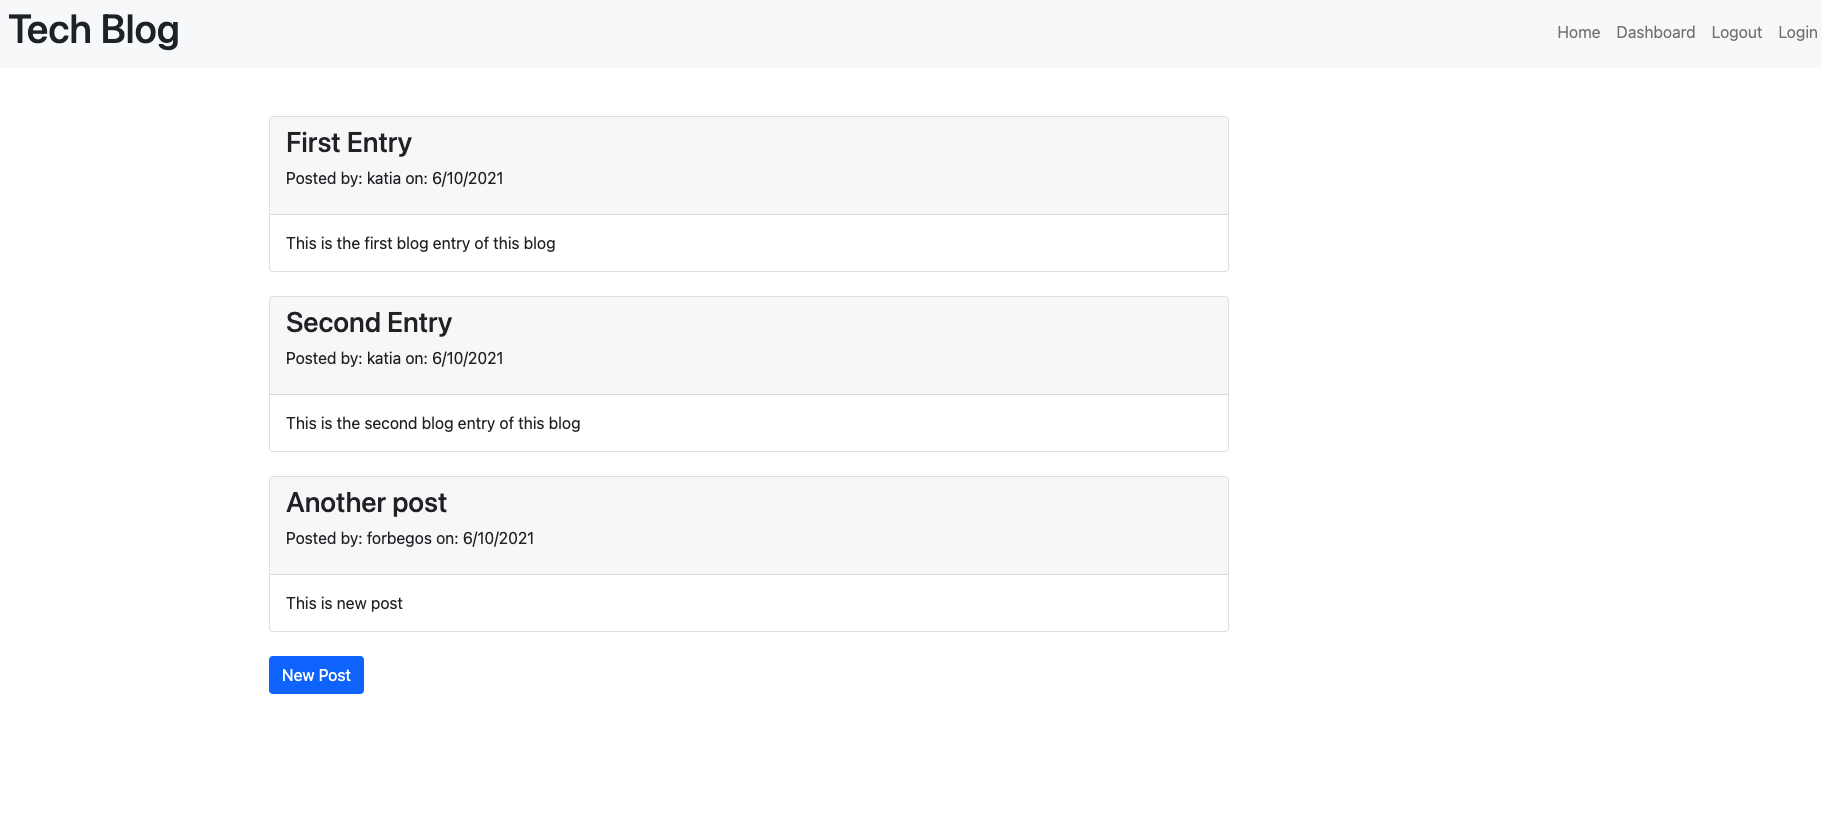 Tech Blog
Home Dashboard Logout Login
First Entry
Posted by: katia on: 6/10/2021
This is the first blog entry of this blog
Second Entry
Posted by: katia on: 6/10/2021
This is the second blog entry of this blog
Another post
Posted by: forbegos on: 6/10/2021
This is new post
New Post